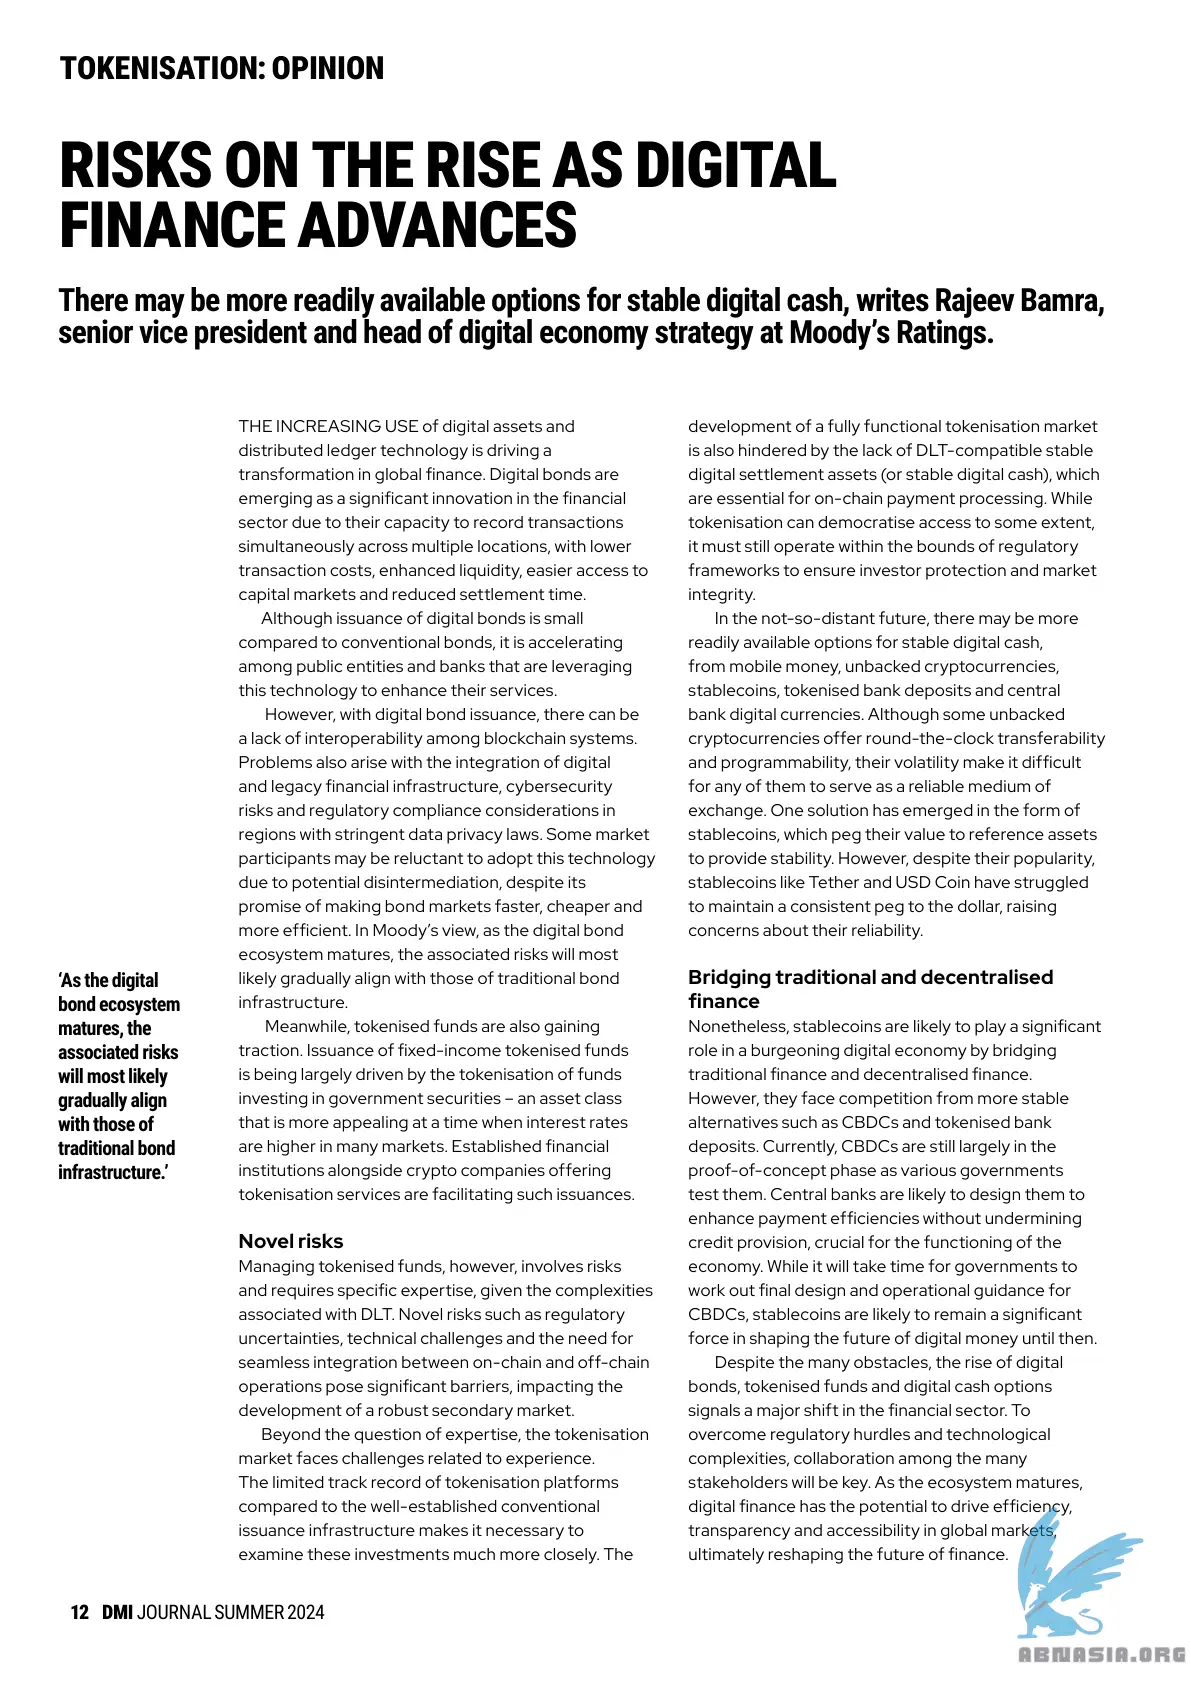 TOKENISATION: OPINION
RISKS ON THE RISE AS DIGITAL
FINANCE ADVANCES
There may be more readily available options for stable digital cash, writes Rajeev Bamra,
senior vice president and head of digital economy strategy at Moody's Ratings.
THE INCREASING USE of digital assets and
distributed ledger technology is driving a
transformation in global finance. Digital bonds are
emerging as a significant innovation in the financial
sector due to their capacity to record transactions
simultaneously across multiple locations, with lower
transaction costs, enhanced liquidity, easier access to
capital markets and reduced settlement time.
Although issuance of digital bonds is small
compared to conventional bonds, it is accelerating
among public entities and banks that are leveraging
this technology to enhance their services.
However, with digital bond issuance, there can be
a lack of interoperability among blockchain systems.
Problems also arise with the integration of digital
and legacy financial infrastructure, cybersecurity
risks and regulatory compliance considerations in
regions with stringent data privacy laws. Some market
participants may be reluctant to adopt this technology
due to potential disintermediation, despite its
promise of making bond markets faster, cheaper and
more efficient. In Moody's view, as the digital bond
ecosystem matures, the associated risks will most
likely gradually align with those of traditional bond
infrastructure.
Meanwhile, tokenised funds are also gaining
traction. Issuance of fixed-income tokenised funds
is being largely driven by the tokenisation of funds
investing in government securities – an asset class
that is more appealing at a time when interest rates
are higher in many markets. Established financial
institutions alongside crypto companies offering
tokenisation services are facilitating such issuances.
Novel risks
Managing tokenised funds, however, involves risks
and requires specific expertise, given the complexities
associated with DLT. Novel risks such as regulatory
uncertainties, technical challenges and the need for
seamless integration between on-chain and off-chain
operations pose significant barriers, impacting the
development of a robust secondary market.
Beyond the question of expertise, the tokenisation
market faces challenges related to experience.
The limited track record of tokenisation platforms
compared to the well-established conventional
issuance infrastructure makes it necessary to
examine these investments much more closely. The
development of a fully functional tokenisation market
is also hindered by the lack of DLT-compatible stable
digital settlement assets (or stable digital cash), which
are essential for on-chain payment processing. While
tokenisation can democratise access to some extent,
it must still operate within the bounds of regulatory
frameworks to ensure investor protection and market
integrity.
In the not-so-distant future, there may be more
readily available options for stable digital cash,
from mobile money, unbacked cryptocurrencies,
stablecoins, tokenised bank deposits and central
bank digital currencies. Although some unbacked
cryptocurrencies offer round-the-clock transferability
and programmability, their volatility make it difficult
for any of them to serve as a reliable medium of
exchange. One solution has emerged in the form of
stablecoins, which peg their value to reference assets
to provide stability. However, despite their popularity,
stablecoins like Tether and USD Coin have struggled
to maintain a consistent peg to the dollar, raising
concerns about their reliability.
Bridging traditional and decentralised
finance
Nonetheless, stablecoins are likely to play a significant
role in a burgeoning digital economy by bridging
traditional finance and decentralised finance.
However, they face competition from more stable
alternatives such as CBDCs and tokenised bank
deposits. Currently, CBDCs are still largely in the
proof-of-concept phase as various governments
test them. Central banks are likely to design them to
enhance payment efficiencies without undermining
credit provision, crucial for the functioning of the
economy. While it will take time for governments to
work out final design and operational guidance for
CBDCs, stablecoins are likely to remain a significant
force in shaping the future of digital money until then.
Despite the many obstacles, the rise of digital
bonds, tokenised funds and digital cash options
signals a major shift in the financial sector. To
overcome regulatory hurdles and technological
complexities, collaboration among the many
stakeholders will be key. As the ecosystem matures,
digital finance has the potential to drive efficiency,
transparency and accessibility in global markets,
ultimately reshaping the future of finance.
'As the digital
bond ecosystem
matures, the
associated risks
will most likely
gradually align
with those of
traditional bond
infrastructure.'
12 DMI JOURNAL SUMMER 2024
ABNASIA.ORG